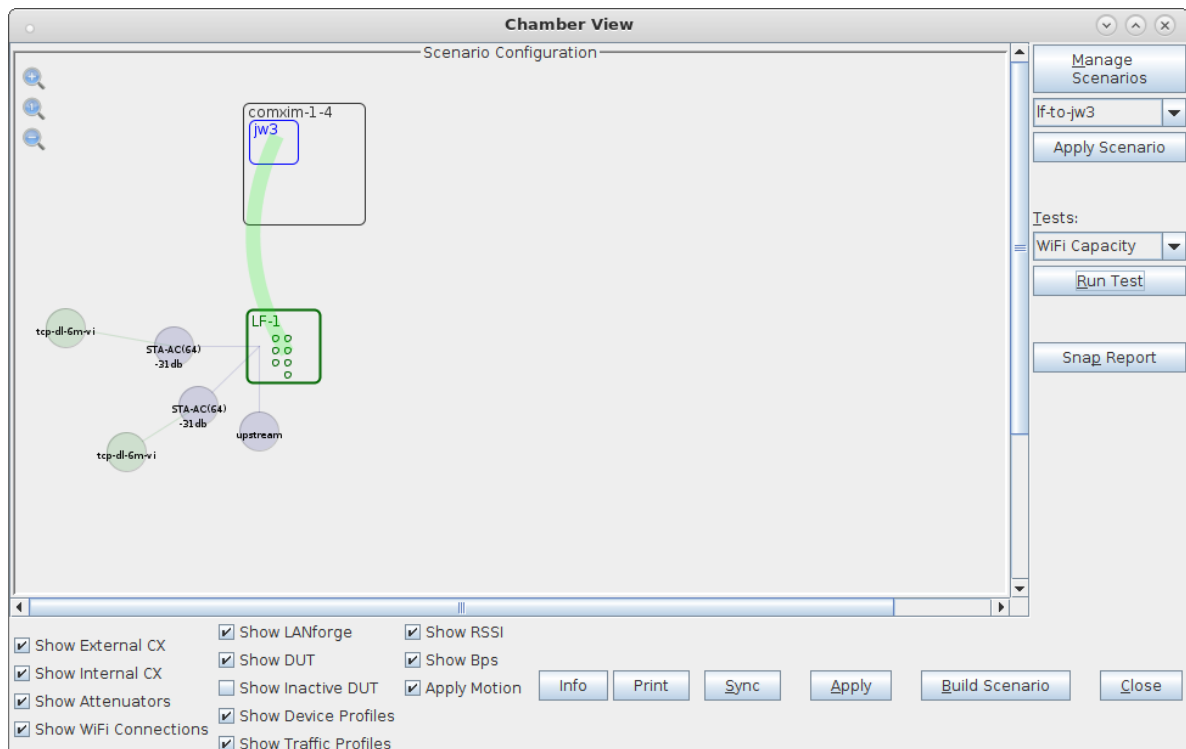 Chamber View
Scenario Configuration
comxim-1-4
jw3
LF-1
tcp-dl-6m-vi
STA-AC(64)
-31db
STA-AC(64)
-31db
upstream
tcp-dl-6m-vi
Manage
Scenarios
lf-to-jw3
Apply Scenario
Tests:
WiFi Capacity
Run Test
Snap Report
Show External CX
Show Internal CX
Show Attenuators
Show WiFi Connections
Show LANforge
Show DUT
Show Inactive DUT
Show Device Profiles
Show Traffic Profiles
Show RSSI
Show Bps
Apply Motion
Info
Print
Sync
Apply
Build Scenario
Close